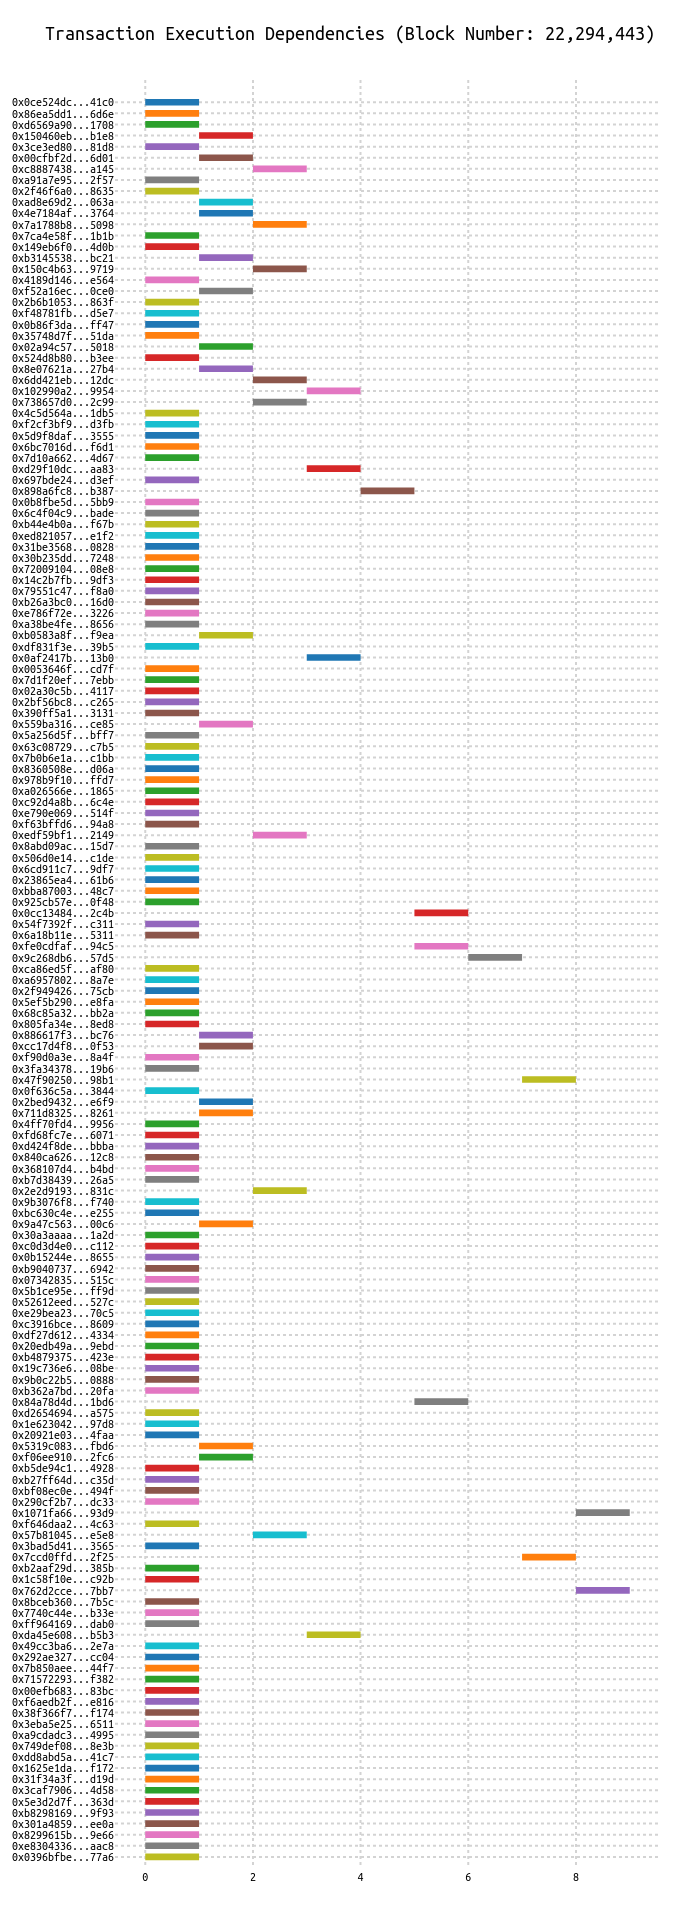 Transaction Execution Dependencies (Block Number: 22,294,443)
0x0ce524dc...41c0
0x86ea5dd1...6d6e
0xd6569a90...1708
0x150460eb...b1e8
0x3ce3ed80...81d8
0x00cfbf2d...6d01
0xc8887438...a145
0xa91a7e95...2f57
0x2f46f6a0...8635
0xad8e69d2...063a
0x4e7184af...3764
0x7a1788b8...5098
0x7ca4e58f...1b1b
0x149eb6f0...4d0b
0xb3145538...bc21
0x150c4b63...9719
0x4189d146...e564
0xf52a16ec...0ce0
0x2b6b1053...863f
0xf48781fb...d5e7
0x0b86f3da...ff47
0x35748d7f...51da
0x02a94c57...5018
0x524d8b80...b3ee
0x8e07621a...27b4
0x6dd421eb...12dc
0x102990a2...9954
0x738657d0...2c99
0x4c5d564a...1db5
0xf2cf3bf9...d3fb
0x5d9f8daf...3555
0x6bc7016d...f6d1
0x7d10a662...4d67
0xd29f10dc...aa83
0x697bde24...d3ef
0x898a6fc8...b387
0x0b8fbe5d...5bb9
0x6c4f04c9...bade
0xb44e4b0a...f67b
0xed821057...e1f2
0x31be3568...0828
0x30b235dd...7248
0x72009104...08e8
0x14c2b7fb...9df3
0x79551c47...f8a0
0xb26a3bc0...16d0
0xe786f72e...3226
0xa38be4fe...8656
0xb0583a8f...f9ea
0xdf831f3e...39b5
0x0af2417b...13b0
0x0053646f...cd7f
0x7d1f20ef...7ebb
0x02a30c5b...4117
0x2bf56bc8...c265
0x390ff5a1...3131
0x559ba316...ce85
0x5a256d5f...bff7
0x63c08729...c7b5
0x7b0b6e1a...c1bb
0x8360508e...d06a
0x978b9f10...ffd7
0xa026566e...1865
0xc92d4a8b...6c4e
0xe790e069...514f
0xf63bffd6...94a8
0xedf59bf1...2149
0x8abd09ac...15d7
0x506d0e14...c1de
0x6cd911c7...9df7
0x23865ea4...61b6
0xbba87003...48c7
0x925cb57e...0f48
0x0cc13484...2c4b
0x54f7392f...c311
0x6a18b11e...5311
0xfe0cdfaf...94c5
0x9c268db6...57d5
0xca86ed5f...af80
0xa6957802...8a7e
0x2f949426...75cb
0x5ef5b290...e8fa
0x68c85a32...bb2a
0x805fa34e...8ed8
0x886617f3...bc76
0xcc17d4f8...0f53
0xf90d0a3e...8a4f
0x3fa34378...19b6
0x47f90250...98b1
0x0f636c5a...3844
0x2bed9432...e6f9
0x711d8325...8261
0x4ff70fd4...9956
0xfd68fc7e...6071
0xd424f8de...bbba
0x840ca626...12c8
0x368107d4...b4bd
0xb7d38439...26a5
0x2e2d9193...831c
0x9b3076f8...f740
0xbc630c4e...e255
0x9a47c563...00c6
0x30a3aaaa...1a2d
0xc0d3d4e0...c112
0x0b15244e...8655
0xb9040737...6942
0x07342835...515c
0x5b1ce95e...ff9d
0x52612eed...527c
0xe29bea23...70c5
0xc3916bce...8609
0xdf27d612...4334
0x20edb49a...9ebd
0xb4879375...423e
0x19c736e6...08be
0x9b0c22b5...0888
0xb362a7bd...20fa
0x84a78d4d...1bd6
0xd2654694...a575
0x1e623042...97d8
0x20921e03...4faa
0x5319c083...fbd6
0xf06ee910...2fc6
0xb5de94c1...4928
0xb27ff64d...c35d
0xbf08ec0e...494f
0x290cf2b7...dc33
0x1071fa66...93d9
0xf646daa2...4c63
0x57b81045...e5e8
0x3bad5d41...3565
0x7ccd0ffd...2f25
0xb2aaf29d...385b
0x1c58f10e...c92b
0x762d2cce...7bb7
0x8bceb360...7b5c
0x7740c44e...b33e
0xff964169...dab0
0xda45e608...b5b3
0x49cc3ba6...2e7a
0x292ae327...cc04
0x7b850aee...44f7
0x71572293...f382
0x00efb683...83bc
0xf6aedb2f...e816
0x38f366f7...f174
0x3eba5e25...6511
0xa9cdadc3...4995
0x749def08...8e3b
0xdd8abd5a...41c7
0x1625e1da...f172
0x31f34a3f...d19d
0x3caf7906...4d58
0x5e3d2d7f...363d
0xb8298169...9f93
0x301a4859...ee0a
0x8299615b...9e66
0xe8304336...aac8
0x0396bfbe...77a6
0 2 4 6 8